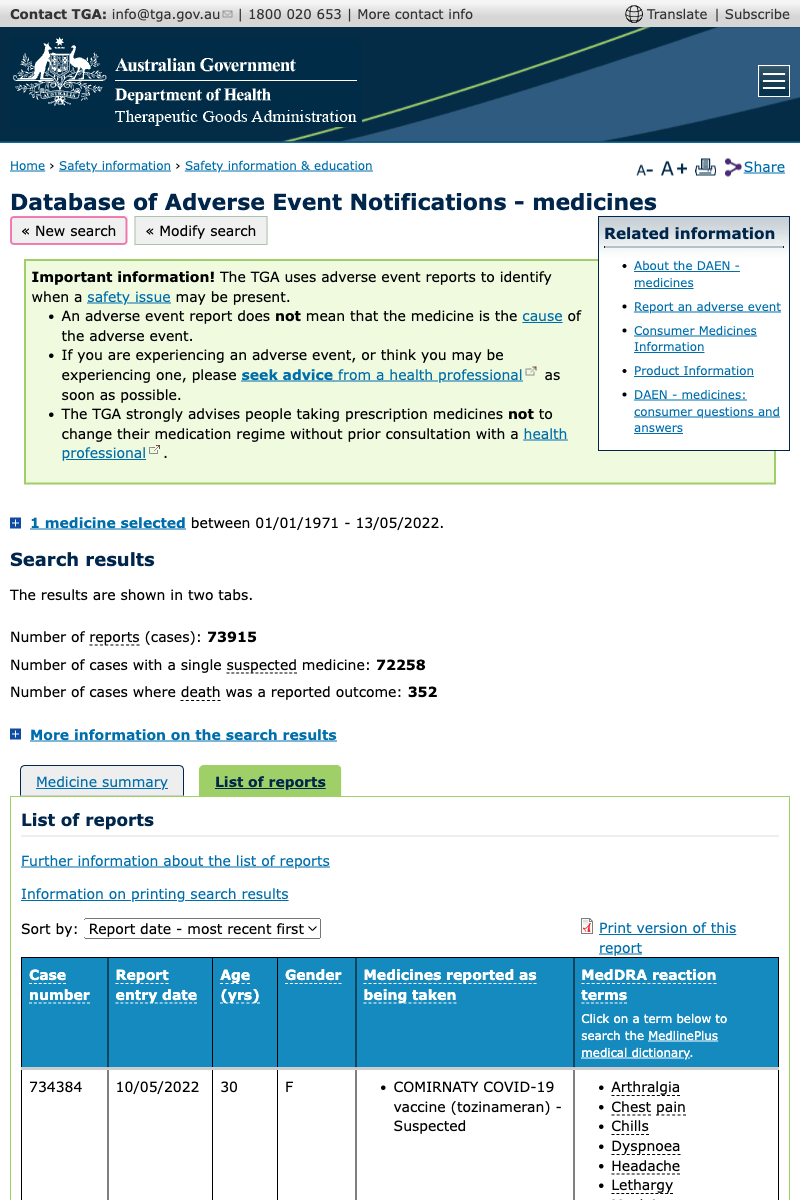 Contact TGA: info@tga.gov.au | 1800 020 653 | More contact info
Translate | Subscribe
Australian Government
Department of Health
Therapeutic Goods Administration
Home › Safety information › Safety information & education
A- A+ Share
Database of Adverse Event Notifications - medicines
« New search
« Modify search
Important information! The TGA uses adverse event reports to identify
when a safety issue may be present.
• An adverse event report does not mean that the medicine is the cause of
the adverse event.
• If you are experiencing an adverse event, or think you may be
experiencing one, please seek advice from a health professional as
soon as possible.
• The TGA strongly advises people taking prescription medicines not to
change their medication regime without prior consultation with a health
professional .
Related information
• About the DAEN -
medicines
• Report an adverse event
• Consumer Medicines
Information
• Product Information
• DAEN - medicines:
consumer questions and
answers
1 medicine selected between 01/01/1971 - 13/05/2022.
Search results
The results are shown in two tabs.
Number of reports (cases): 73915
Number of cases with a single suspected medicine: 72258
Number of cases where death was a reported outcome: 352
More information on the search results
Medicine summary
List of reports
List of reports
Further information about the list of reports
Information on printing search results
Sort by: Report date - most recent first
Print version of this
report
Case
number
Report
entry date
Age
(yrs)
Gender
Medicines reported as
being taken
MedDRA reaction
terms
Click on a term below to
search the MedlinePlus
medical dictionary.
734384
10/05/2022
30
F
• COMIRNATY COVID-19
vaccine (tozinameran) -
Suspected
• Arthralgia
• Chest pain
• Chills
• Dyspnoea
• Headache
• Lethargy